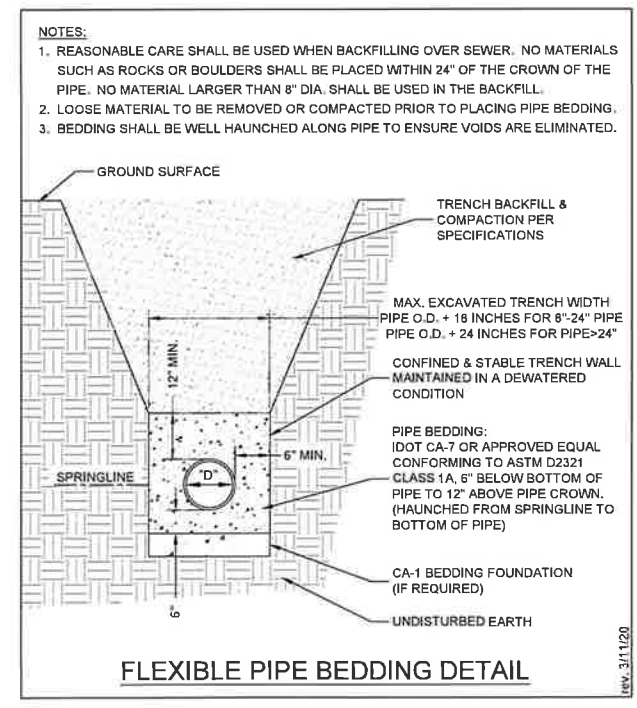 NOTES:
1. REASONABLE CARE SHALL BE USED WHEN BACKFILLING OVER SEWER. NO MATERIALS
SUCH AS ROCKS OR BOULDERS SHALL BE PLACED WITHIN 24" OF THE CROWN OF THE
PIPE. NO MATERIAL LARGER THAN 8" DIA. SHALL BE USED IN THE BACKFILL.
2. LOOSE MATERIAL TO BE REMOVED OR COMPACTED PRIOR TO PLACING PIPE BEDDING.
3. BEDDING SHALL BE WELL HAUNCHED ALONG PIPE TO ENSURE VOIDS ARE ELIMINATED.
GROUND SURFACE
TRENCH BACKFILL &
COMPACTION PER
SPECIFICATIONS
MAX. EXCAVATED TRENCH WIDTH
PIPE O.D. + 18 INCHES FOR 8"-24" PIPE
PIPE O.D. + 24 INCHES FOR PIPE>24"
12" MIN.
CONFINED & STABLE TRENCH WALL
MAINTAINED IN A DEWATERED
CONDITION
6" MIN.
SPRINGLINE
"D"
PIPE BEDDING:
IDOT CA-7 OR APPROVED EQUAL
CONFORMING TO ASTM D2321
CLASS 1A, 6" BELOW BOTTOM OF
PIPE TO 12" ABOVE PIPE CROWN.
(HAUNCHED FROM SPRINGLINE TO
BOTTOM OF PIPE)
CA-1 BEDDING FOUNDATION
(IF REQUIRED)
6"
UNDISTURBED EARTH
FLEXIBLE PIPE BEDDING DETAIL
rev. 3/11/20